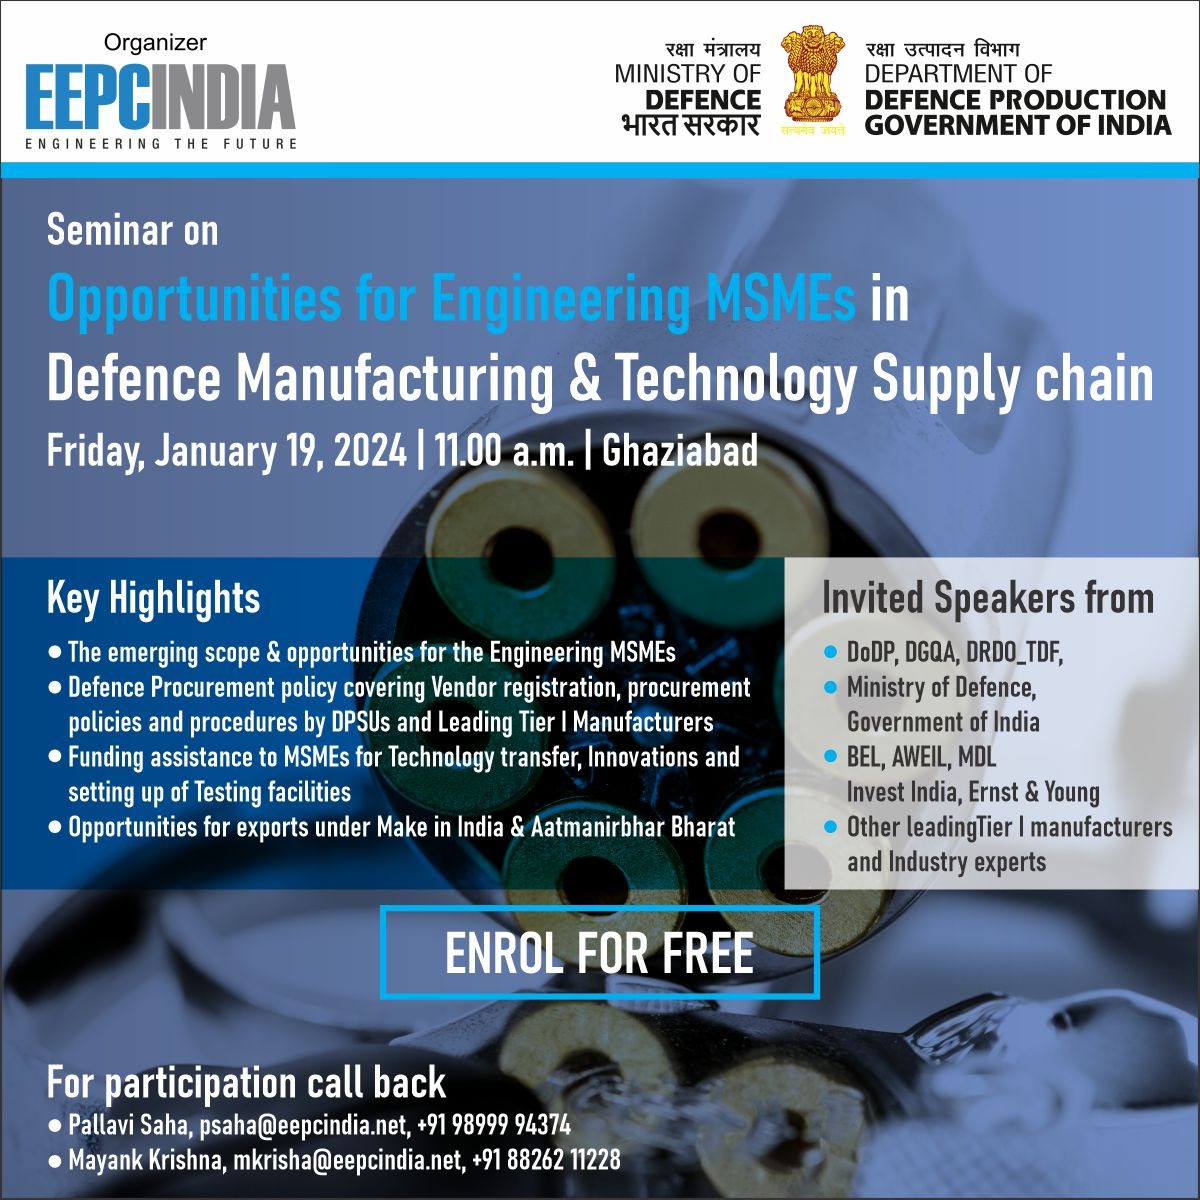 Organizer
EEPCINDIA
ENGINEERING THE FUTURE
रक्षा मंत्रालय
MINISTRY OF
DEFENCE
भारत सरकार
सत्यमेव जयते
रक्षा उत्पादन विभाग
DEPARTMENT OF
DEFENCE PRODUCTION
GOVERNMENT OF INDIA
Seminar on
Opportunities for Engineering MSMEs in
Defence Manufacturing & Technology Supply chain
Friday, January 19, 2024 | 11.00 a.m. | Ghaziabad
Key Highlights
• The emerging scope & opportunities for the Engineering MSMEs
• Defence Procurement policy covering Vendor registration, procurement
policies and procedures by DPSUs and Leading Tier I Manufacturers
• Funding assistance to MSMEs for Technology transfer, Innovations and
setting up of Testing facilities
• Opportunities for exports under Make in India & Aatmanirbhar Bharat
Invited Speakers from
• DoDP, DGQA, DRDO_TDF,
• Ministry of Defence,
Government of India
• BEL, AWEIL, MDL
Invest India, Ernst & Young
• Other leadingTier I manufacturers
and Industry experts
ENROL FOR FREE
For participation call back
• Pallavi Saha, psaha@eepcindia.net, +91 98999 94374
• Mayank Krishna, mkrisha@eepcindia.net, +91 88262 11228